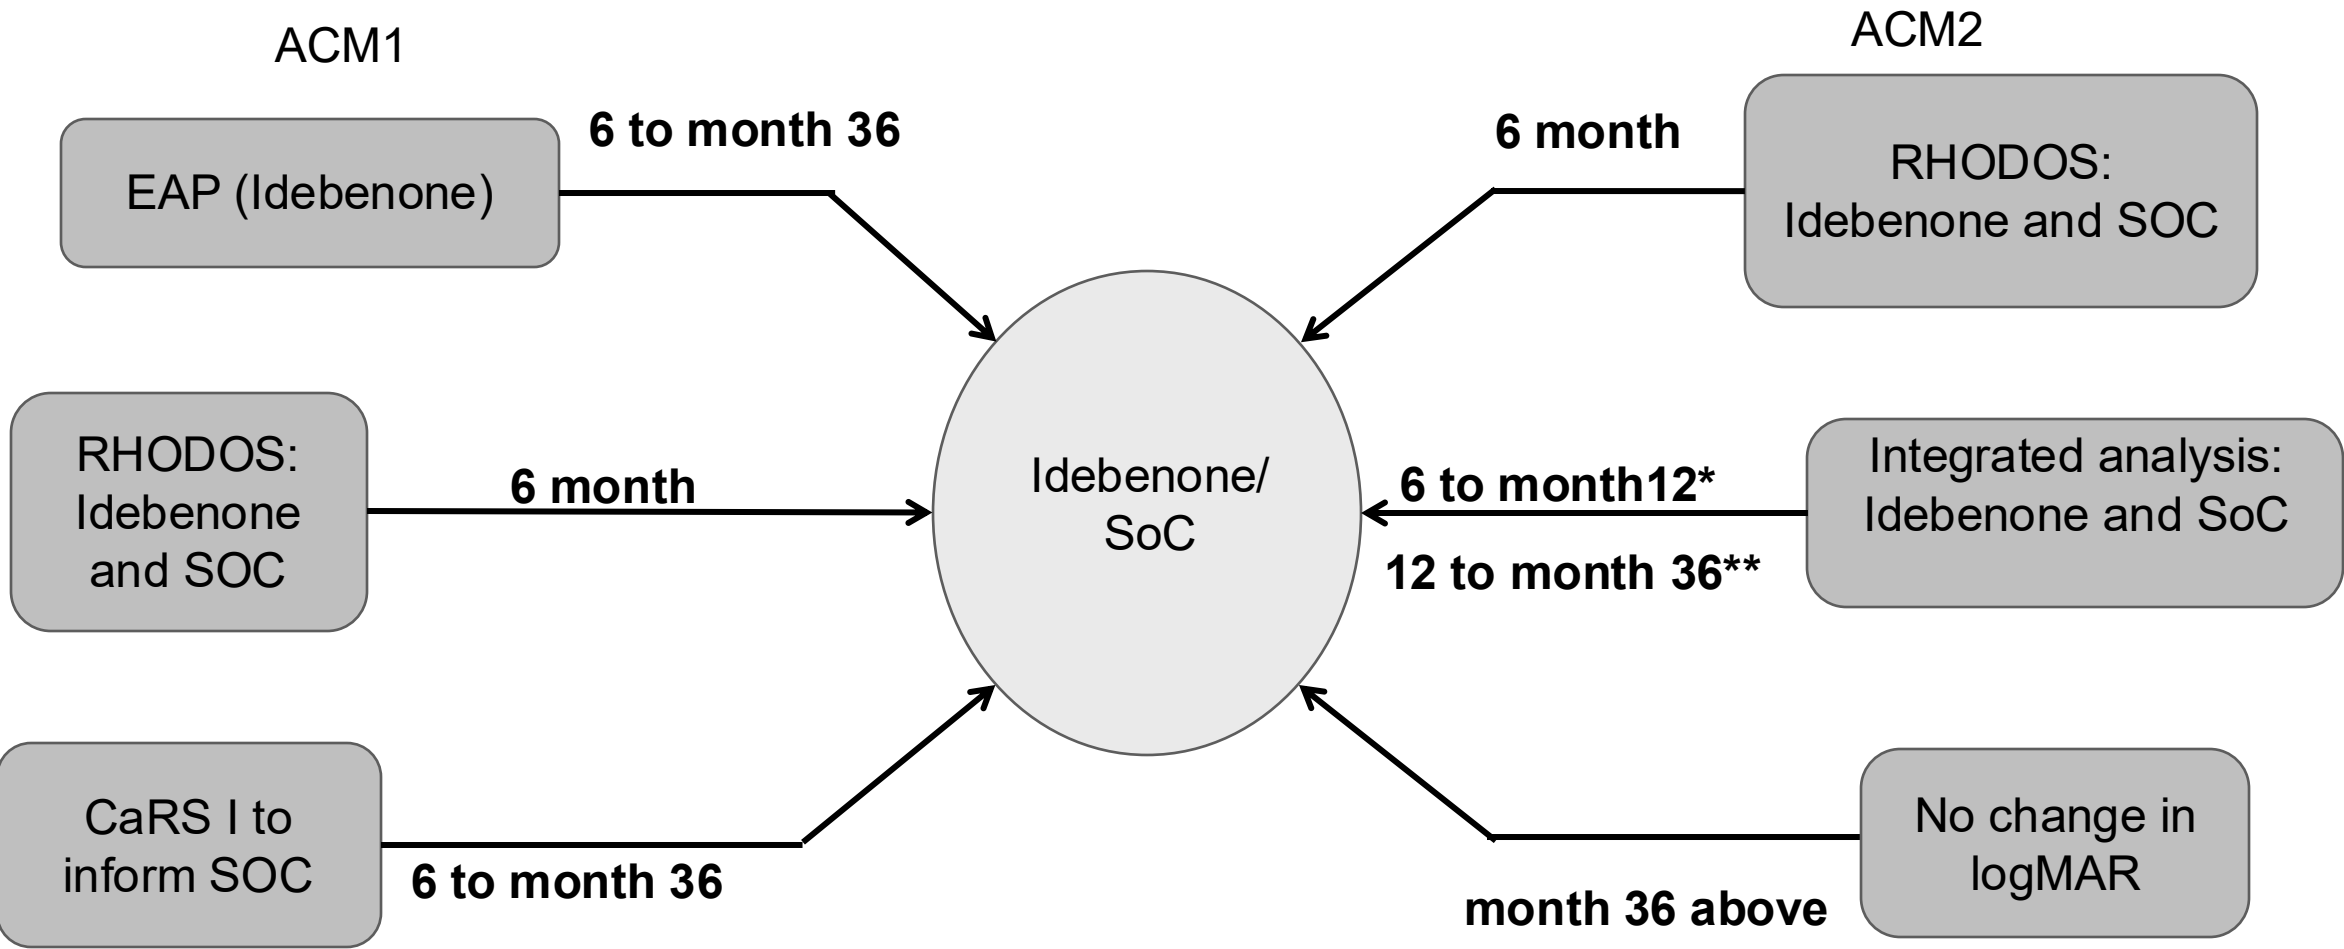 ACM1
ACM2
EAP (Idebenone)
6 to month 36
6 month
RHODOS:
Idebenone and SOC
RHODOS:
Idebenone
and SOC
6 month
Idebenone/
SoC
6 to month12*
12 to month 36**
Integrated analysis:
Idebenone and SoC
CaRS I to
inform SOC
6 to month 36
month 36 above
No change in
logMAR